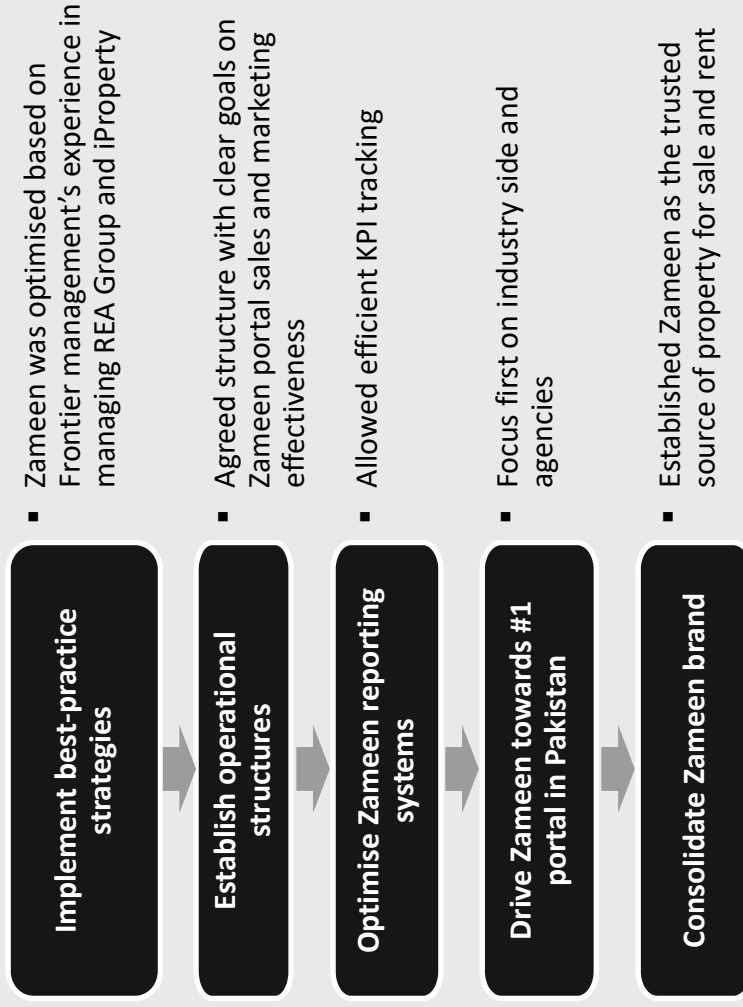 Implement best-practice
strategies
▪ Zameen was optimised based on
Frontier management’s experience in
managing REA Group and iProperty
Establish operational
structures
▪ Agreed structure with clear goals on
Zameen portal sales and marketing
effectiveness
Optimise Zameen reporting
systems
▪ Allowed efficient KPI tracking
Drive Zameen towards #1
portal in Pakistan
▪ Focus first on industry side and
agencies
Consolidate Zameen brand
▪ Established Zameen as the trusted
source of property for sale and rent